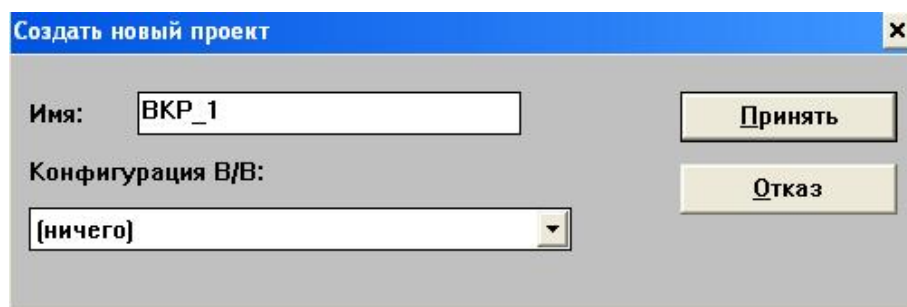 Создать новый проект
Имя: ВКР_1
Принять
Конфигурация В/В:
Отказ
(ничего)